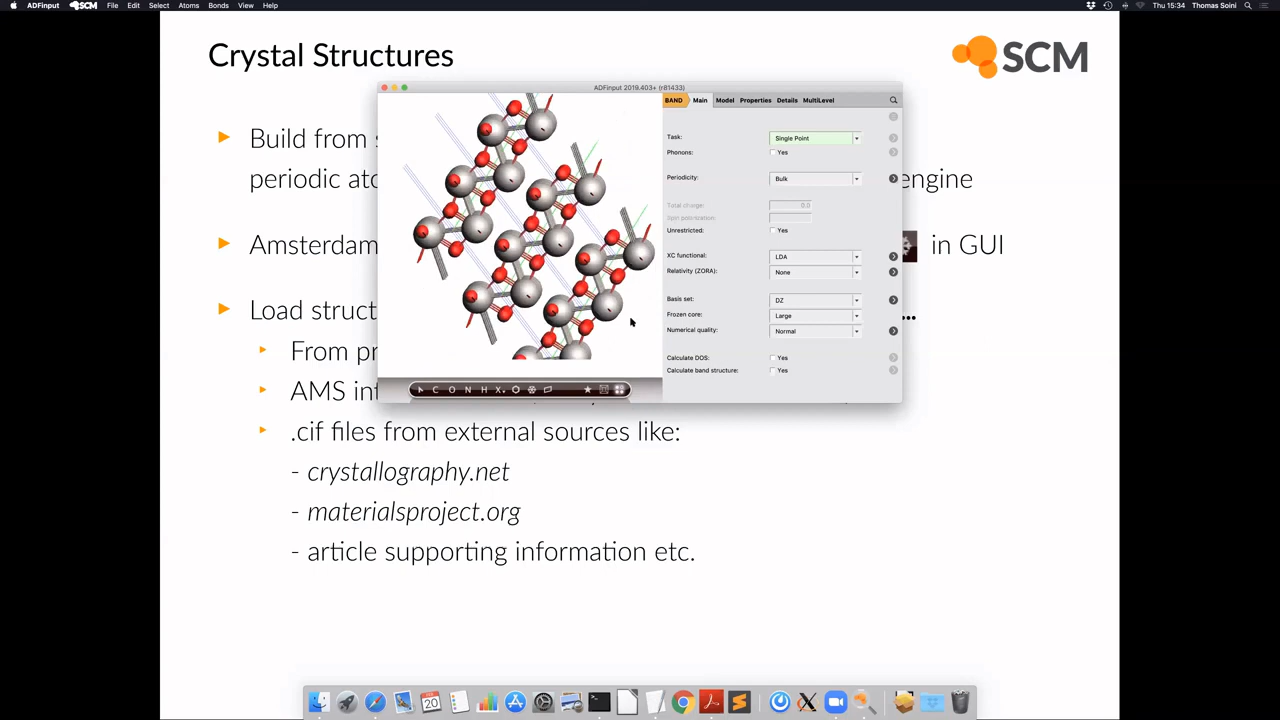 ADFinput SCM File Edit Select Atoms Bonds View Help Thu 15:34 Thomas Soini
Crystal Structures
SCM
ADFinput 2019.403+ (r81433)
BAND Main Model Properties Details MultiLevel
Task: Single Point
Phonons: Yes
Periodicity: Bulk
Total charge: 0.0
Spin polarization:
Unrestricted: Yes
XC functional: LDA
Relativity (ZORA): None
Basis set: DZ
Frozen core: Large
Numerical quality: Normal
Calculate DOS: Yes
Calculate band structure: Yes
C O N H X
Build from
periodic engine
Amsterdam in GUI
Load ...
From
AMS
.cif files from external sources like:
- crystallography.net
- materialsproject.org
- article supporting information etc.
20